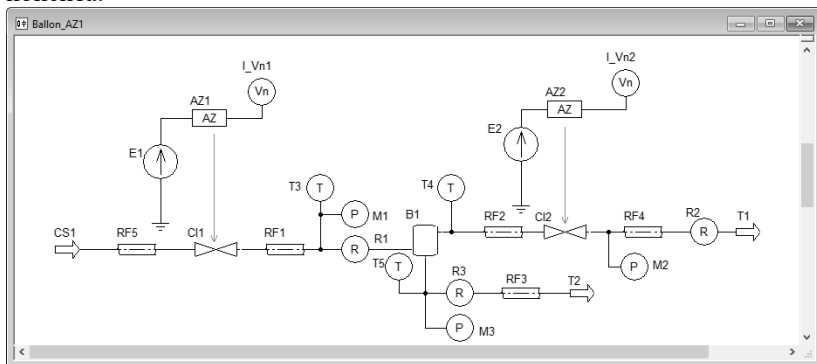 Ballon_AZ1
I_Vn1
Vn
AZ1
AZ
E1
I_Vn2
Vn
AZ2
AZ
E2
T3
T
P
M1
T4
T
B1
CS1
RF5
Cl1
RF1
R
R1
RF2
Cl2
RF4
R2
R
T1
T5
T
P
M2
R3
R
RF3
T2
P
M3